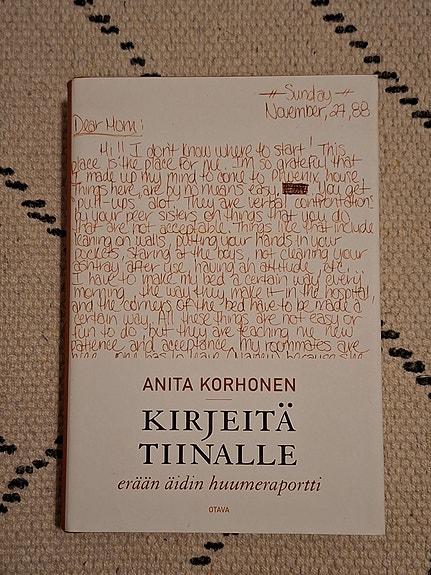 -#- Sunday -#-
November, 27, 88
Dear Mom:
Hi!! I don't know where to start! This
place is the place for me. I'm so grateful that
I made up my mind to come to Phoenix house.
Things here, are by no means easy. You get
"pull-ups" alot. They are verbal confrontations
by your peer sisters on things that you do
that are not acceptable. Things like that include
leaning on walls, putting your hands in your
pockets, staring at the boys, not cleaning your
ashtray after use, having an attitude, etc.
I have to make my bed a certain way every
morning, the way they make it in the hospital,
and the corners of the bed have to be made a
certain way. All these things are not easy or
fun to do but they are teaching me new
patience and acceptance. My roommates are
ANITA KORHONEN
KIRJEITÄ
TIINALLE
erään äidin huumeraportti
OTAVA